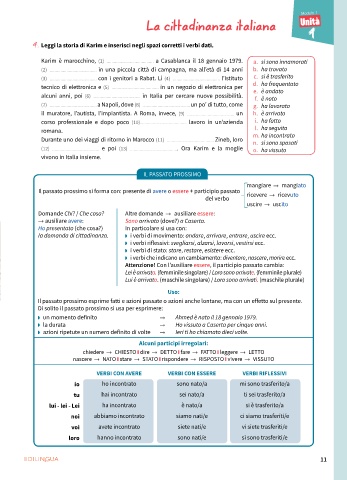 Modulo 1
Unità
1
La cittadinanza italiana
4 Leggi la storia di Karim e inserisci negli spazi corretti i verbi dati.
Karim è marocchino, (1) ........ a Casablanca il 18 gennaio 1979.
(2) ........ in una piccola città di campagna, ma all'età di 14 anni
(3) ........ con i genitori a Rabat. Lì (4) ........ l'istituto
tecnico di elettronica e (5) ........ in un negozio di elettronica per
alcuni anni, poi (6) ........ in Italia per cercare nuove possibilità.
(7) ........ a Napoli, dove (8) ........ un po' di tutto, come
il muratore, l'autista, l'impiantista. A Roma, invece, (9) ........ un
corso professionale e dopo poco (10) ........ lavoro in un'azienda
romana.
Durante uno dei viaggi di ritorno in Marocco (11) ........ Zineb, loro
(12) ........ e poi (13) ......... Ora Karim e la moglie
vivono in Italia insieme.
a. si sono innamorati
b. ha trovato
c. si è trasferito
d. ha frequentato
e. è andato
f. è nato
g. ha lavorato
h. è arrivato
i. ha fatto
l. ha seguito
m. ha incontrato
n. si sono sposati
o. ha vissuto
IL PASSATO PROSSIMO
Il passato prossimo si forma con: presente di avere o essere + participio passato
del verbo
mangiare → mangiato
ricevere → ricevuto
uscire → uscito
Domande Chi? / Che cosa?
→ ausiliare avere:
Ho presentato (che cosa?)
la domanda di cittadinanza.
Altre domande → ausiliare essere:
Sono arrivato (dove?) a Caserta.
In particolare si usa con:
i verbi di movimento: andare, arrivare, entrare, uscire ecc.
i verbi riflessivi: svegliarsi, alzarsi, lavarsi, vestirsi ecc.
i verbi di stato: stare, restare, esistere ecc.
i verbi che indicano un cambiamento: diventare, nascere, morire ecc.
Attenzione! Con l'ausiliare essere, il participio passato cambia:
Lei è arrivata. (femminile singolare) / Loro sono arrivate. (femminile plurale)
Lui è arrivato. (maschile singolare) / Loro sono arrivati. (maschile plurale)
Uso:
Il passato prossimo esprime fatti e azioni passate o azioni anche lontane, ma con un effetto sul presente.
Di solito il passato prossimo si usa per esprimere:
un momento definito → Ahmed è nato il 18 gennaio 1979.
la durata → Ho vissuto a Caserta per cinque anni.
azioni ripetute un numero definito di volte → Ieri ti ho chiamato dieci volte.
Alcuni participi irregolari:
chiedere → CHIESTO I dire → DETTO I fare → FATTO I leggere → LETTO
nascere → NATO I stare → STATO I rispondere → RISPOSTO I vivere → VISSUTO
VERBI CON AVERE VERBI CON ESSERE VERBI RIFLESSIVI
io ho incontrato sono nato/a mi sono trasferito/a
tu hai incontrato sei nato/a ti sei trasferito/a
lui - lei - Lei ha incontrato è nato/a si è trasferito/a
noi abbiamo incontrato siamo nati/e ci siamo trasferiti/e
voi avete incontrato siete nati/e vi siete trasferiti/e
loro hanno incontrato sono nati/e si sono trasferiti/e
EDILINGUA
11